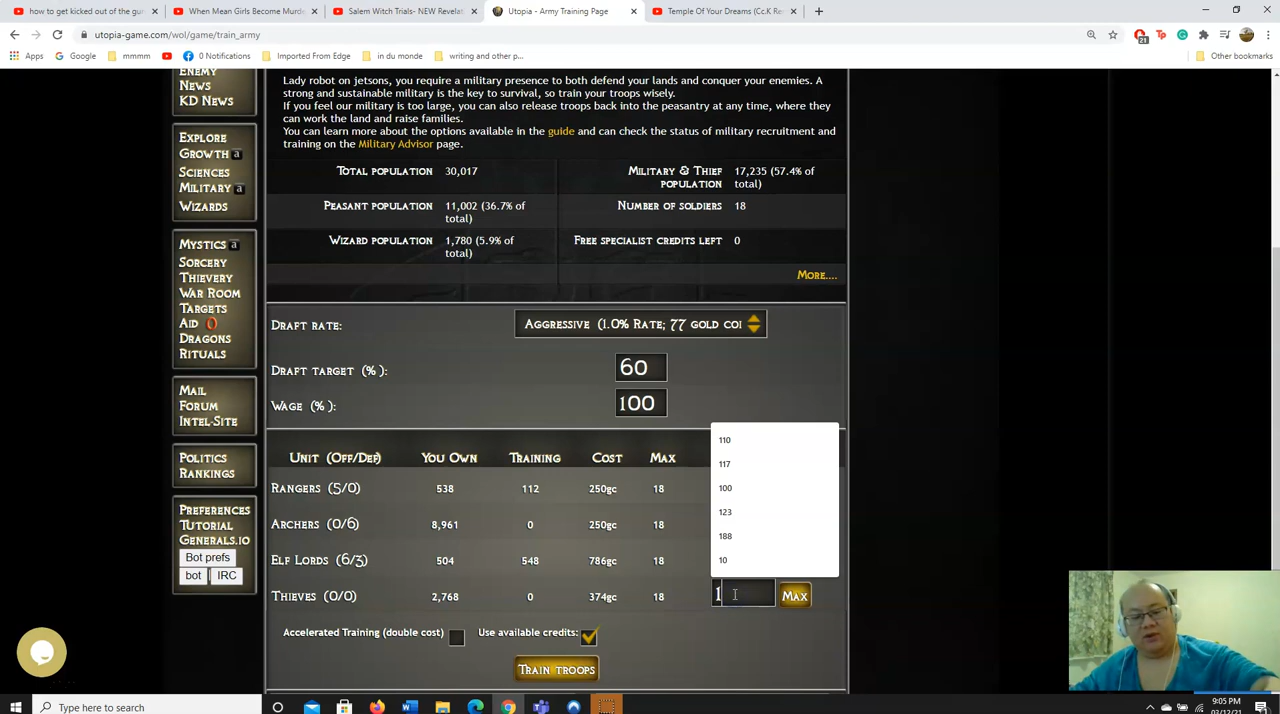 how to get kicked out of the gu
When Mean Girls Become Murde
Salem Witch Trials- NEW Revelat
Utopia - Army Training Page
Temple Of Your Dreams (Cc.K Re
utopia-game.com/wol/game/train_army
21
Apps
Google
mmmm
0 Notifications
Imported From Edge
in du monde
writing and other p...
Other bookmarks
Enemy
News
KD News
Explore
Growth a
Sciences
Military a
Wizards
Mystics a
Sorcery
Thievery
War Room
Targets
Aid 0
Dragons
Rituals
Mail
Forum
Intel-Site
Politics
Rankings
Preferences
Tutorial
Generals.io
Bot prefs
bot
IRC
Lady robot on jetsons, you require a military presence to both defend your lands and conquer your enemies. A
strong and sustainable military is the key to survival, so train your troops wisely.
If you feel our military is too large, you can also release troops back into the peasantry at any time, where they
can work the land and raise families.
You can learn more about the options available in the guide and can check the status of military recruitment and
training on the Military Advisor page.
Total population 30,017
Military & Thief population 17,235 (57.4% of total)
Peasant population 11,002 (36.7% of total)
Number of soldiers 18
Wizard population 1,780 (5.9% of total)
Free specialist credits left 0
More....
Draft rate: Aggressive (1.0% Rate; 77 gold coi
Draft target (%): 60
Wage (%): 100
Unit (Off/Def) You Own Training Cost Max
Rangers (5/0) 538 112 250gc 18
Archers (0/6) 8,961 0 250gc 18
Elf Lords (6/3) 504 548 786gc 18
Thieves (0/0) 2,768 0 374gc 18 1 Max
110
117
100
123
188
10
Accelerated Training (double cost)
Use available credits:
Train troops
Type here to search
9:05 PM
03/12/21